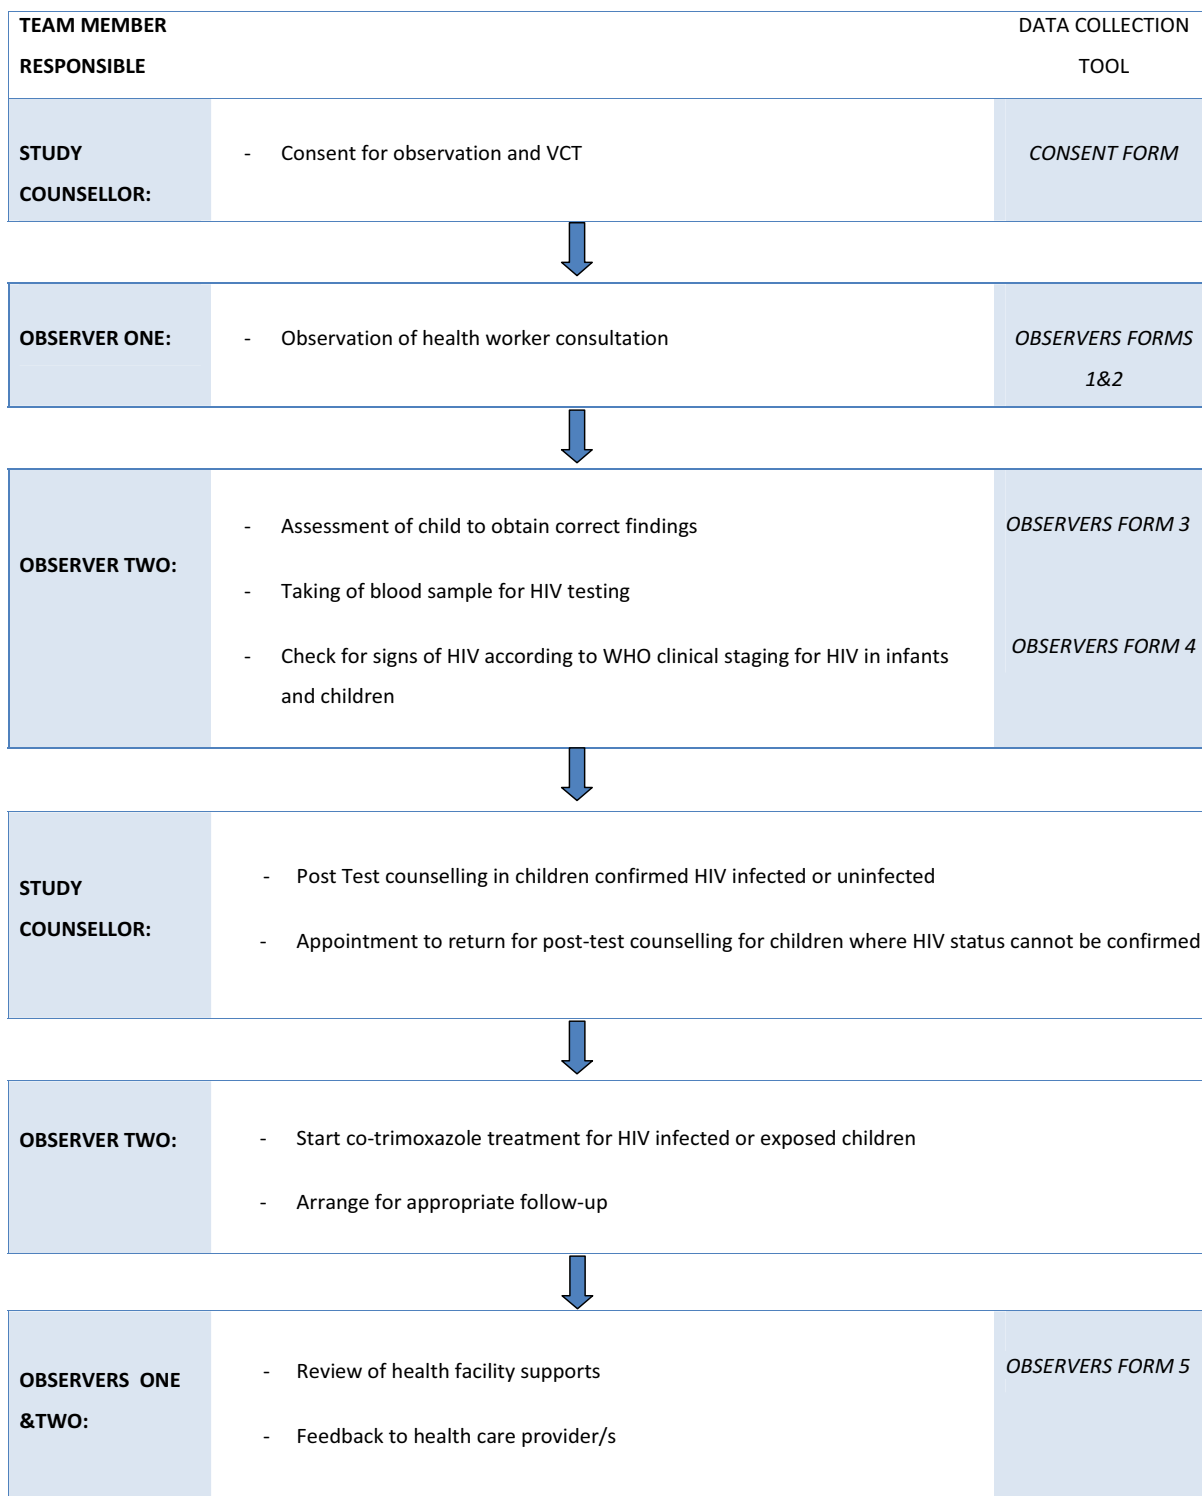 TEAM MEMBER
RESPONSIBLE
DATA COLLECTION
TOOL
STUDY
COUNSELLOR:
- Consent for observation and VCT
CONSENT FORM
OBSERVER ONE:
- Observation of health worker consultation
OBSERVERS FORMS
1&2
OBSERVER TWO:
- Assessment of child to obtain correct findings
- Taking of blood sample for HIV testing
- Check for signs of HIV according to WHO clinical staging for HIV in infants
and children
OBSERVERS FORM 3
OBSERVERS FORM 4
STUDY
COUNSELLOR:
- Post Test counselling in children confirmed HIV infected or uninfected
- Appointment to return for post-test counselling for children where HIV status cannot be confirmed
OBSERVER TWO:
- Start co-trimoxazole treatment for HIV infected or exposed children
- Arrange for appropriate follow-up
OBSERVERS ONE
&TWO:
- Review of health facility supports
- Feedback to health care provider/s
OBSERVERS FORM 5